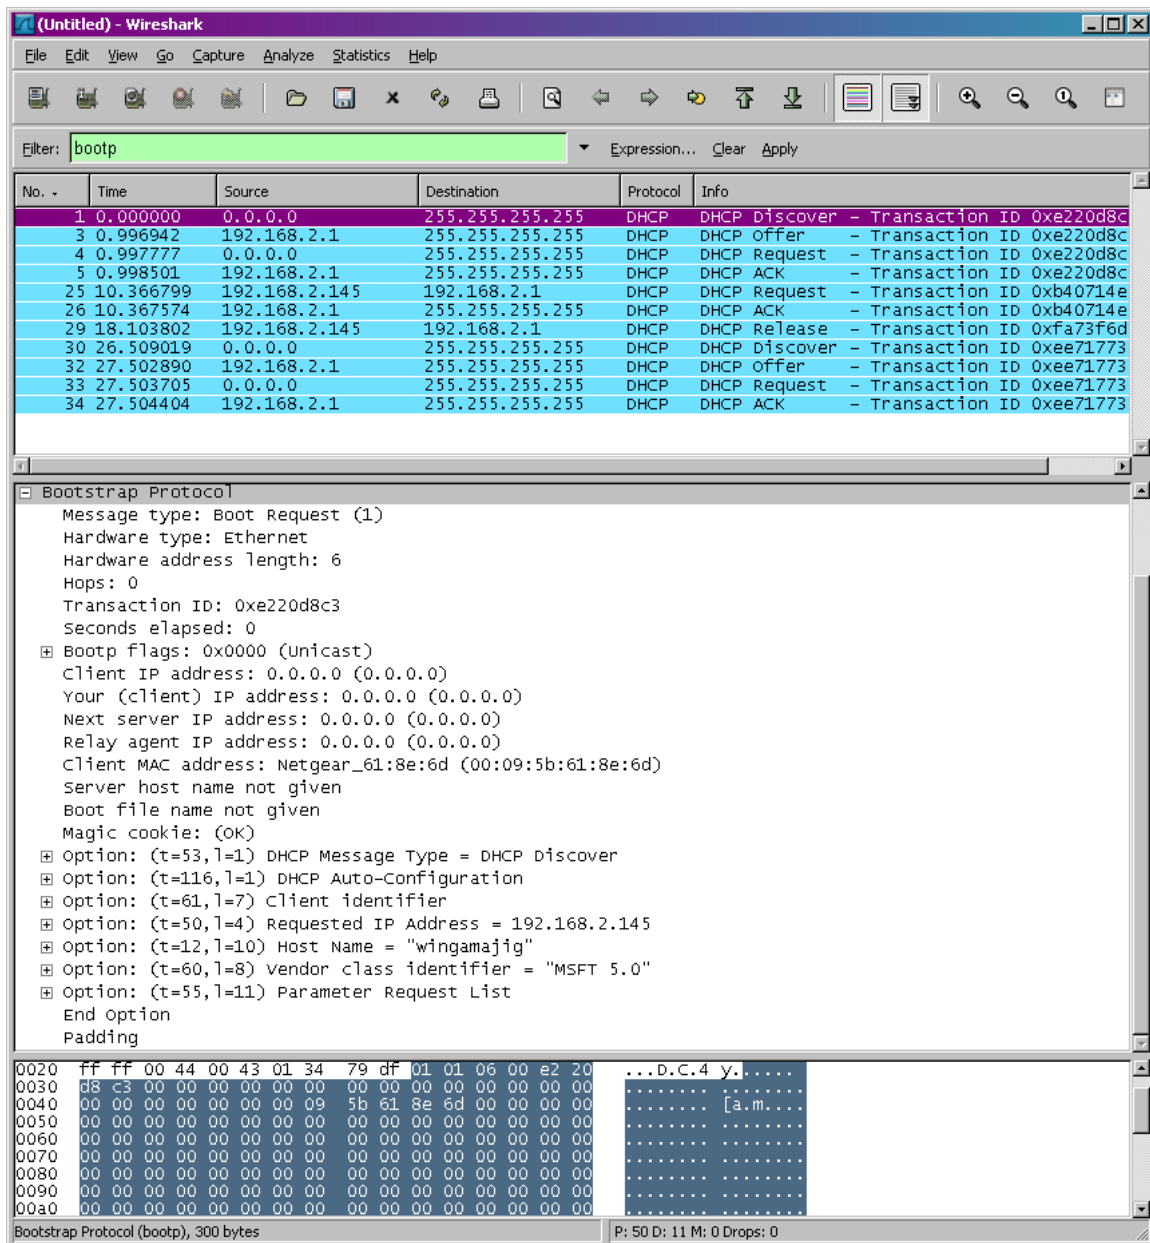 (Untitled) - Wireshark
File Edit View Go Capture Analyze Statistics Help
Filter: bootp Expression... Clear Apply
No. Time Source Destination Protocol Info
1 0.000000 0.0.0.0 255.255.255.255 DHCP DHCP Discover - Transaction ID 0xe220d8c
3 0.996942 192.168.2.1 255.255.255.255 DHCP DHCP Offer - Transaction ID 0xe220d8c
4 0.997777 0.0.0.0 255.255.255.255 DHCP DHCP Request - Transaction ID 0xe220d8c
5 0.998501 192.168.2.1 255.255.255.255 DHCP DHCP ACK - Transaction ID 0xe220d8c
25 10.366799 192.168.2.145 192.168.2.1 DHCP DHCP Request - Transaction ID 0xb40714e
26 10.367574 192.168.2.1 255.255.255.255 DHCP DHCP ACK - Transaction ID 0xb40714e
29 18.103802 192.168.2.145 192.168.2.1 DHCP DHCP Release - Transaction ID 0xfa73f6d
30 26.509019 0.0.0.0 255.255.255.255 DHCP DHCP Discover - Transaction ID 0xee71773
32 27.502890 192.168.2.1 255.255.255.255 DHCP DHCP Offer - Transaction ID 0xee71773
33 27.503705 0.0.0.0 255.255.255.255 DHCP DHCP Request - Transaction ID 0xee71773
34 27.504404 192.168.2.1 255.255.255.255 DHCP DHCP ACK - Transaction ID 0xee71773
Bootstrap Protocol
Message type: Boot Request (1)
Hardware type: Ethernet
Hardware address length: 6
Hops: 0
Transaction ID: 0xe220d8c3
Seconds elapsed: 0
Bootp flags: 0x0000 (Unicast)
Client IP address: 0.0.0.0 (0.0.0.0)
Your (client) IP address: 0.0.0.0 (0.0.0.0)
Next server IP address: 0.0.0.0 (0.0.0.0)
Relay agent IP address: 0.0.0.0 (0.0.0.0)
Client MAC address: Netgear_61:8e:6d (00:09:5b:61:8e:6d)
Server host name not given
Boot file name not given
Magic cookie: (OK)
Option: (t=53,l=1) DHCP Message Type = DHCP Discover
Option: (t=116,l=1) DHCP Auto-Configuration
Option: (t=61,l=7) Client identifier
Option: (t=50,l=4) Requested IP Address = 192.168.2.145
Option: (t=12,l=10) Host Name = "wingamajig"
Option: (t=60,l=8) Vendor class identifier = "MSFT 5.0"
Option: (t=55,l=11) Parameter Request List
End Option
Padding
0020 ff ff 00 44 00 43 01 34 79 df 01 01 06 00 e2 20 ...D.C.4 y......
0030 d8 c3 00 00 00 00 00 00 00 00 00 00 00 00 00 00 ........ ........
0040 00 00 00 00 00 00 00 09 5b 61 8e 6d 00 00 00 00 ........ [a.m....
0050 00 00 00 00 00 00 00 00 00 00 00 00 00 00 00 00 ........ ........
0060 00 00 00 00 00 00 00 00 00 00 00 00 00 00 00 00 ........ ........
0070 00 00 00 00 00 00 00 00 00 00 00 00 00 00 00 00 ........ ........
0080 00 00 00 00 00 00 00 00 00 00 00 00 00 00 00 00 ........ ........
0090 00 00 00 00 00 00 00 00 00 00 00 00 00 00 00 00 ........ ........
00a0 00 00 00 00 00 00 00 00 00 00 00 00 00 00 00 00 ........ ........
Bootstrap Protocol (bootp), 300 bytes P: 50 D: 11 M: 0 Drops: 0